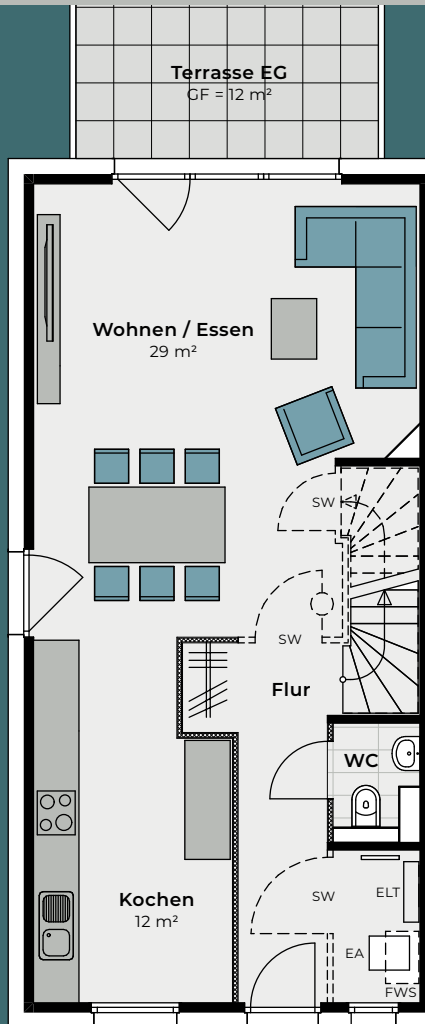 Terrasse EG
GF = 12 m²
Wohnen / Essen
29 m²
SW
SW
Flur
WC
Kochen
12 m²
SW
ELT
EA
FWS